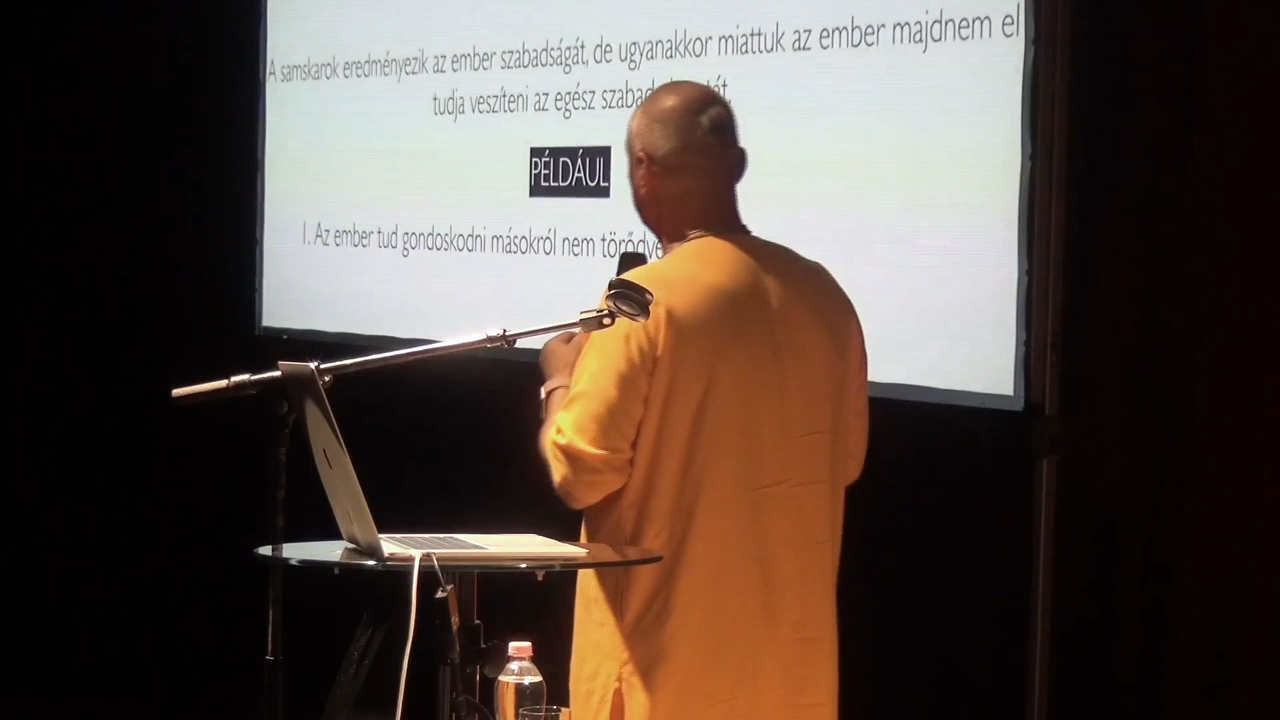 A samskarok eredményezik az ember szabadságát, de ugyanakkor miattuk az ember majdnem el
tudja veszíteni az egész
PÉLDÁUL
1. Az ember tud gondoskodni másokról nem